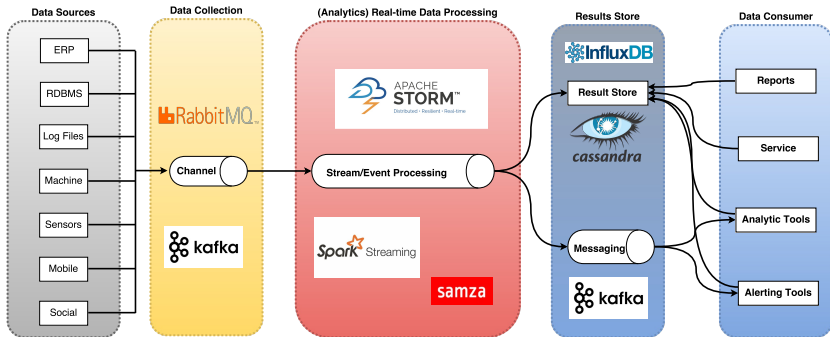 Data Sources
ERP
RDBMS
Log Files
Machine
Sensors
Mobile
Social
Data Collection
RabbitMQ™
Channel
kafka
(Analytics) Real-time Data Processing
APACHE
STORM™
Distributed • Resilient • Real-time
Stream/Event Processing
Spark Streaming
samza
Results Store
InfluxDB
Result Store
cassandra
Messaging
kafka
Data Consumer
Reports
Service
Analytic Tools
Alerting Tools